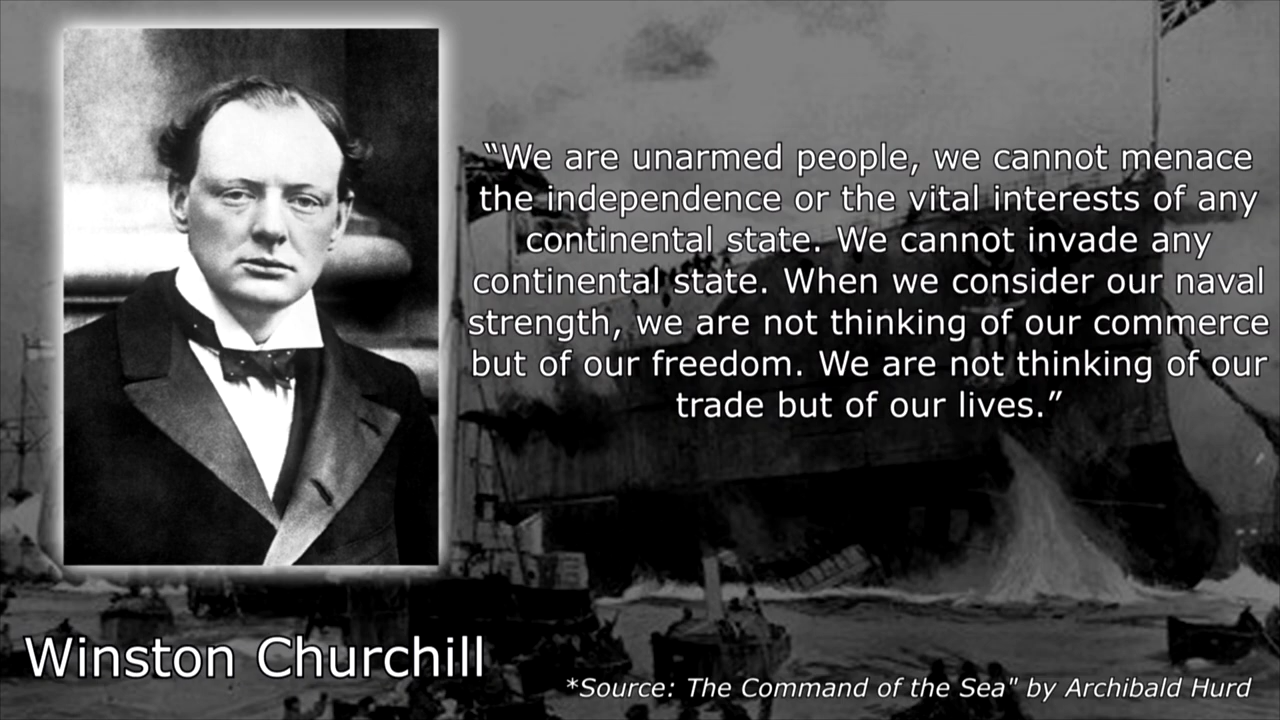 “We are unarmed people, we cannot menace
the independence or the vital interests of any
continental state. We cannot invade any
continental state. When we consider our naval
strength, we are not thinking of our commerce
but of our freedom. We are not thinking of our
trade but of our lives.”
Winston Churchill
*Source: The Command of the Sea" by Archibald Hurd